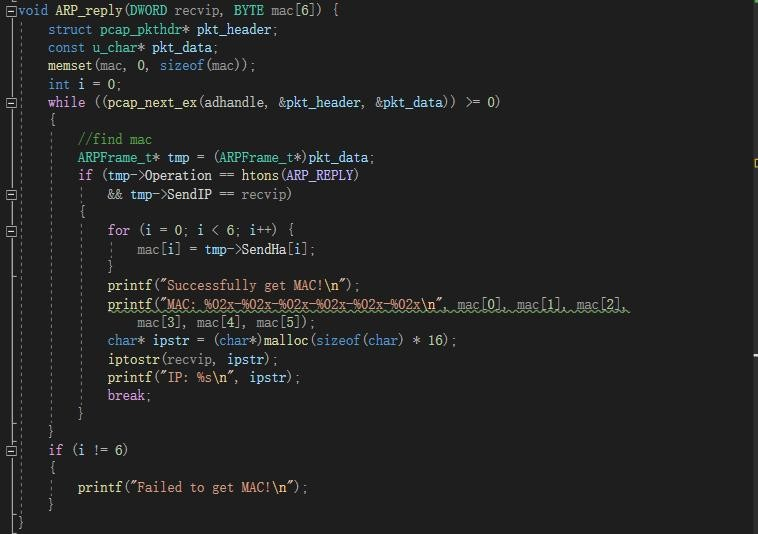 void ARP_reply(DWORD recvip, BYTE mac[6]) {
struct pcap_pkthdr* pkt_header;
const u_char* pkt_data;
memset(mac, 0, sizeof(mac));
int i = 0;
while ((pcap_next_ex(adhandle, &pkt_header, &pkt_data)) >= 0)
{
//find mac
ARPFrame_t* tmp = (ARPFrame_t*)pkt_data;
if (tmp->Operation == htons(ARP_REPLY)
&& tmp->SendIP == recvip)
{
for (i = 0; i < 6; i++) {
mac[i] = tmp->SendHa[i];
}
printf("Successfully get MAC!\n");
printf("MAC: %02x-%02x-%02x-%02x-%02x-%02x\n", mac[0], mac[1], mac[2],
mac[3], mac[4], mac[5]);
char* ipstr = (char*)malloc(sizeof(char) * 16);
iptostr(recvip, ipstr);
printf("IP: %s\n", ipstr);
break;
}
}
if (i != 6)
{
printf("Failed to get MAC!\n");
}
}